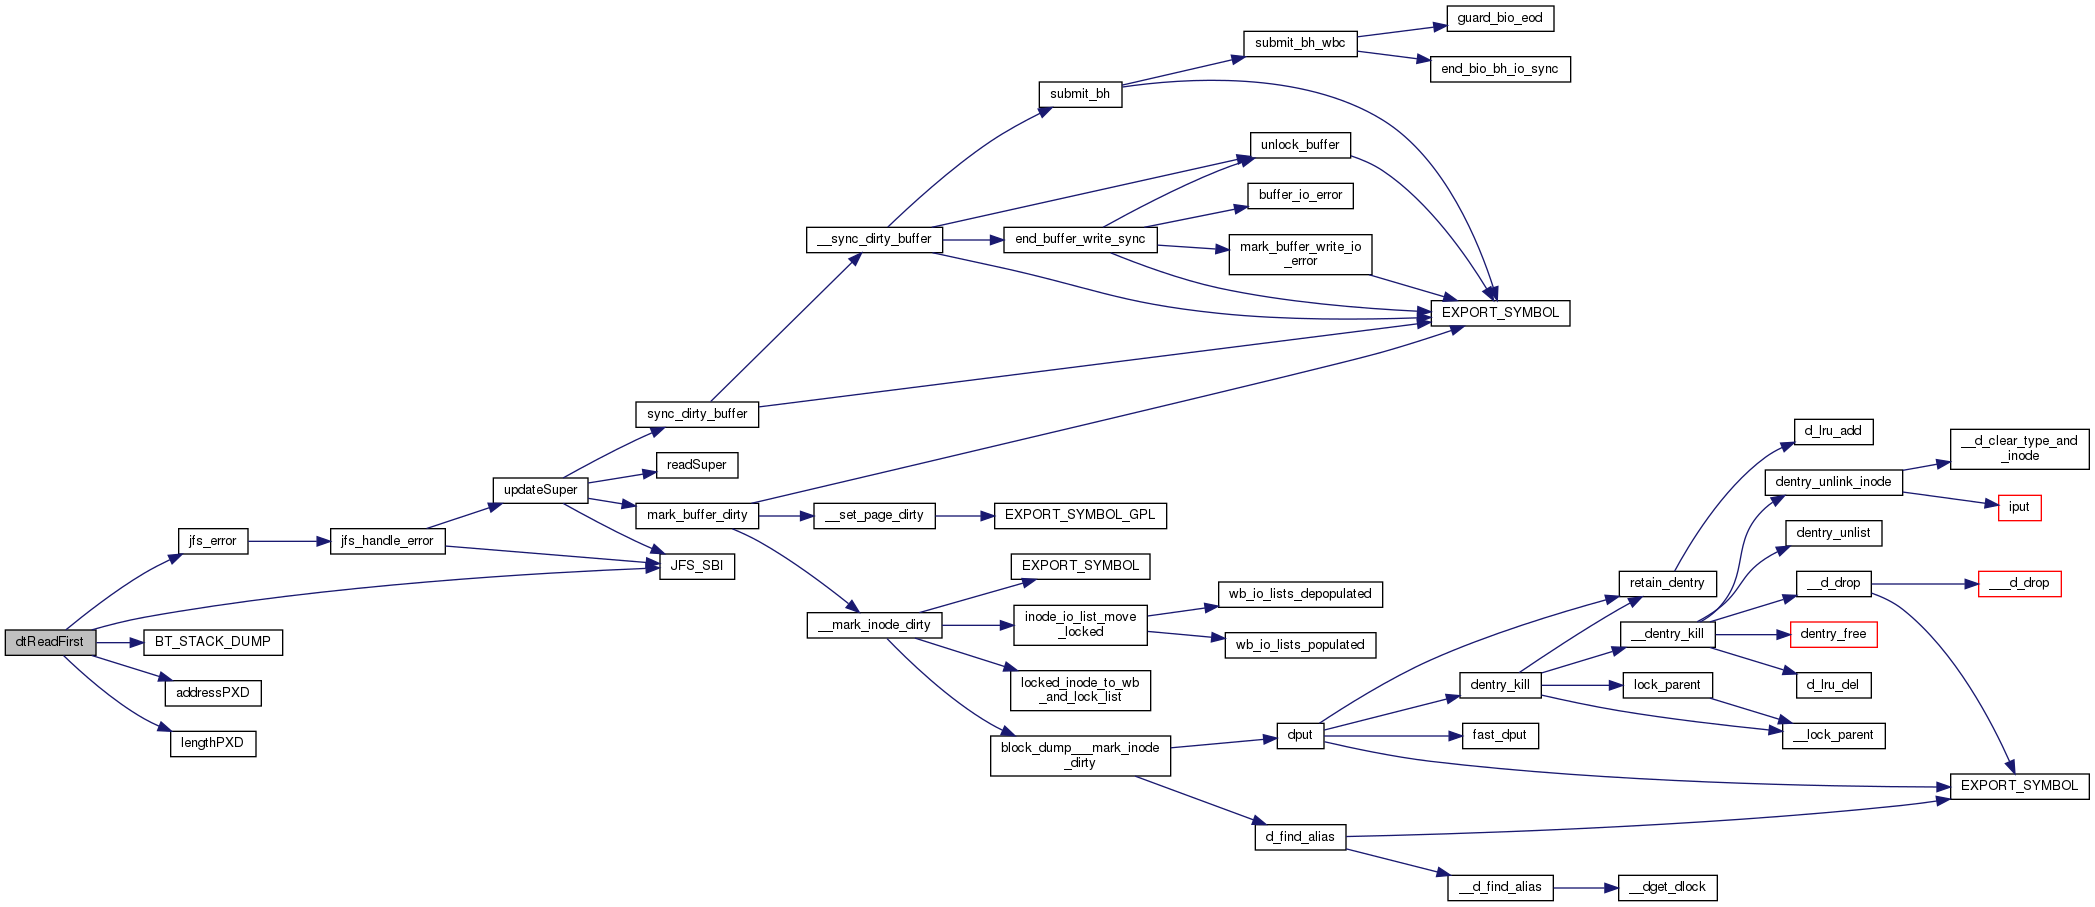 guard_bio_eod
submit_bh_wbc
end_bio_bh_io_sync
submit_bh
unlock_buffer
buffer_io_error
__sync_dirty_buffer
end_buffer_write_sync
mark_buffer_write_io
_error
EXPORT_SYMBOL
sync_dirty_buffer
d_lru_add
__d_clear_type_and
_inode
readSuper
updateSuper
dentry_unlink_inode
iput
mark_buffer_dirty
__set_page_dirty
EXPORT_SYMBOL_GPL
dentry_unlist
jfs_error
jfs_handle_error
JFS_SBI
EXPORT_SYMBOL
retain_dentry
__d_drop
___d_drop
wb_io_lists_depopulated
inode_io_list_move
_locked
__mark_inode_dirty
wb_io_lists_populated
__dentry_kill
dentry_free
dtReadFirst
BT_STACK_DUMP
addressPXD
locked_inode_to_wb
_and_lock_list
dentry_kill
lock_parent
d_lru_del
lengthPXD
block_dump___mark_inode
_dirty
dput
fast_dput
__lock_parent
EXPORT_SYMBOL
d_find_alias
__d_find_alias
__dget_dlock